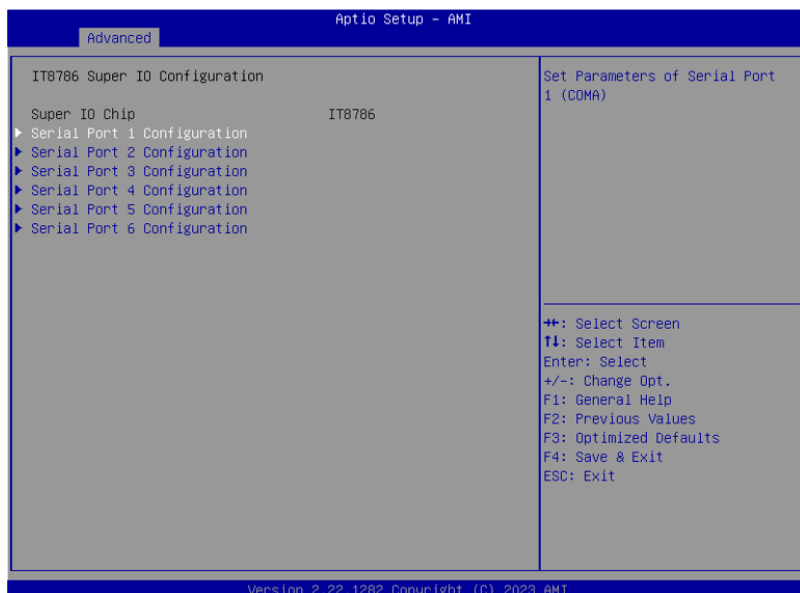 Aptio Setup – AMI
Advanced
IT8786 Super IO Configuration
Super IO Chip IT8786
Serial Port 1 Configuration
Serial Port 2 Configuration
Serial Port 3 Configuration
Serial Port 4 Configuration
Serial Port 5 Configuration
Serial Port 6 Configuration
Set Parameters of Serial Port
1 (COMA)
→←: Select Screen
↑↓: Select Item
Enter: Select
+/-: Change Opt.
F1: General Help
F2: Previous Values
F3: Optimized Defaults
F4: Save & Exit
ESC: Exit
Version 2.22.1282 Copyright (C) 2023 AMI